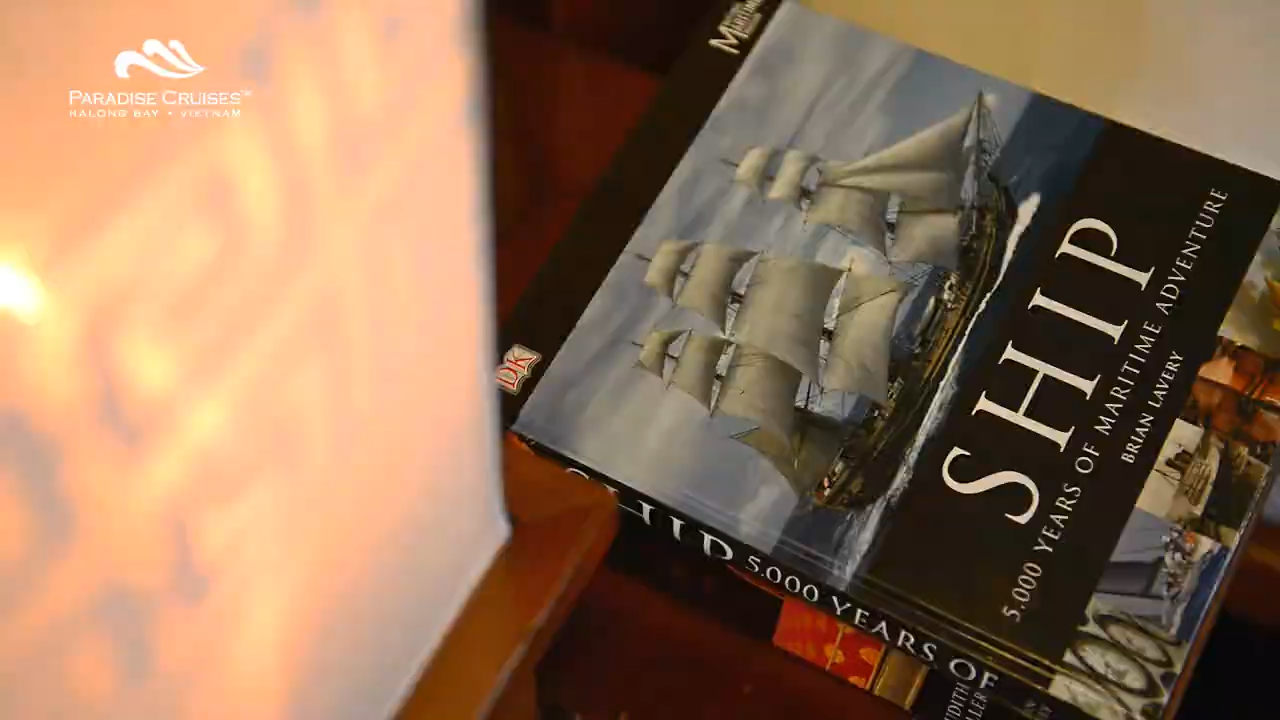 PARADISE CRUISES™
HALONG BAY • VIETNAM
MARITIME
DK
SHIP
5,000 YEARS OF MARITIME ADVENTURE
BRIAN LAVERY
SHIP 5,000 YEARS OF